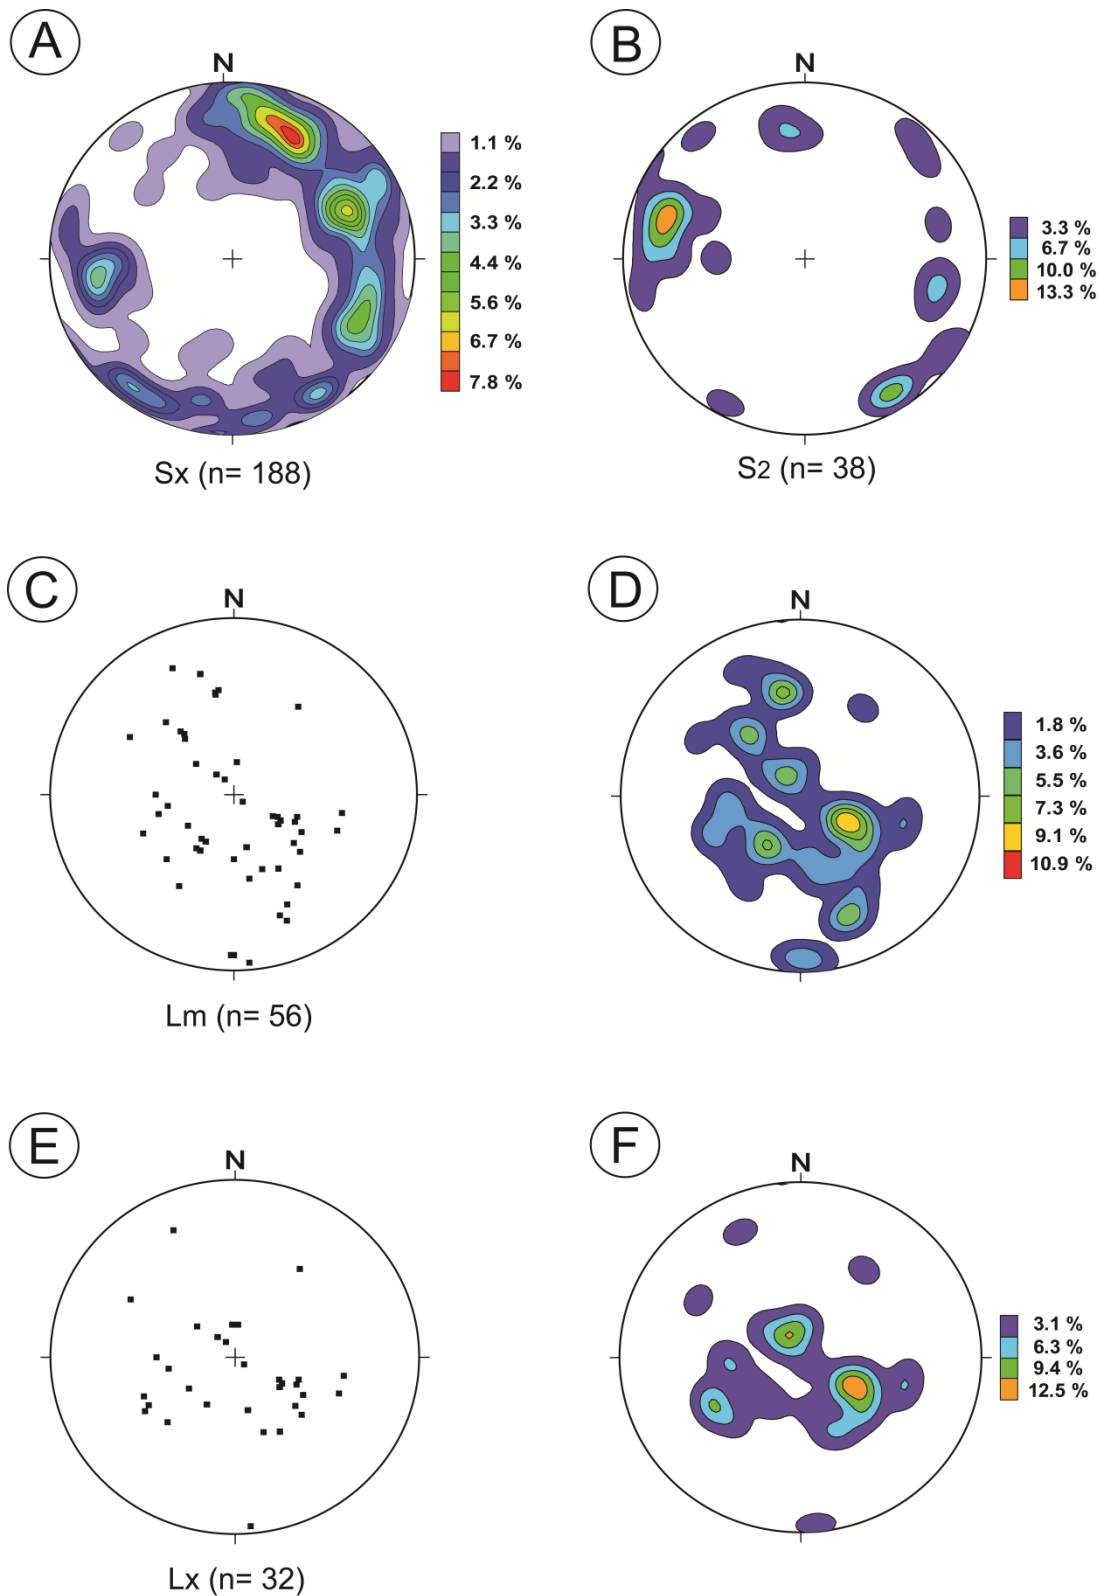 A
B
N
N
1.1 %
2.2 %
3.3 %
4.4 %
5.6 %
6.7 %
7.8 %
3.3 %
6.7 %
10.0 %
13.3 %
Sx (n= 188)
S2 (n= 38)
C
D
N
N
1.8 %
3.6 %
5.5 %
7.3 %
9.1 %
10.9 %
Lm (n= 56)
E
F
N
N
3.1 %
6.3 %
9.4 %
12.5 %
Lx (n= 32)